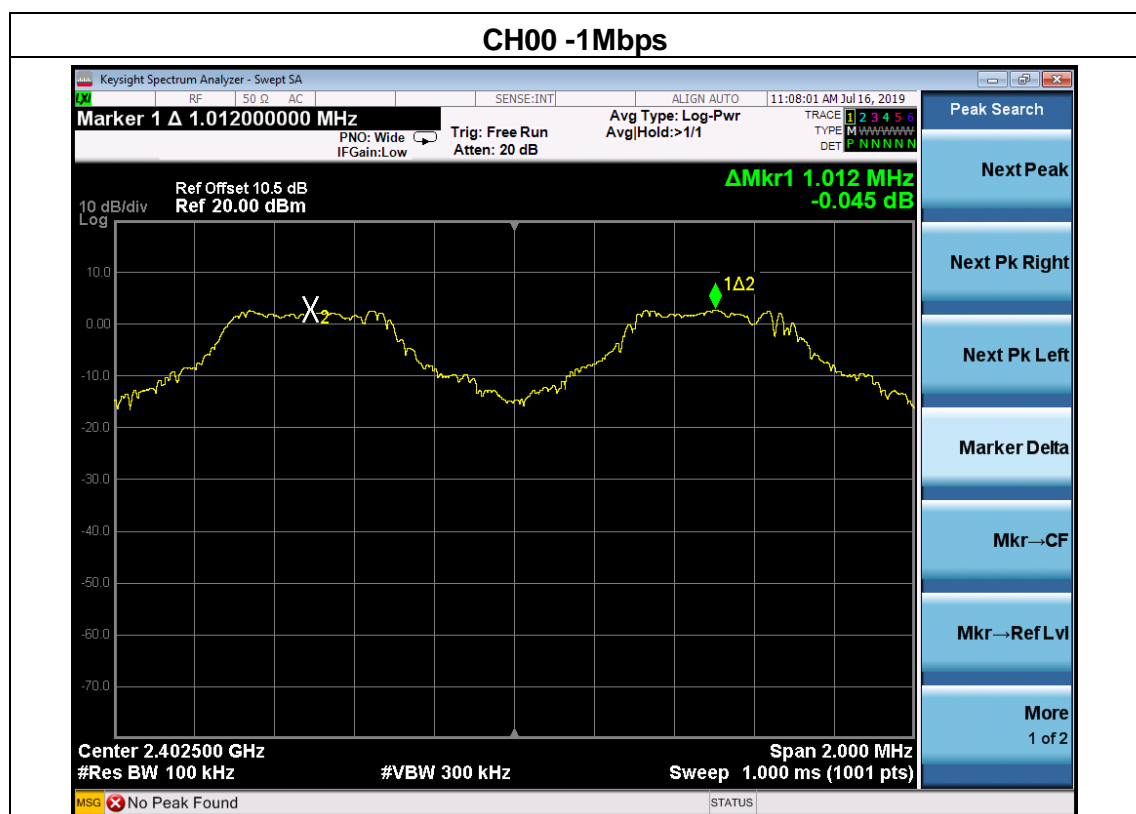 CH00 -1Mbps
Keysight Spectrum Analyzer - Swept SA
LXI RF 50 Ω AC SENSE:INT ALIGN AUTO 11:08:01 AM Jul 16, 2019
Marker 1 Δ 1.012000000 MHz
PNO: Wide
IFGain:Low
Trig: Free Run
Atten: 20 dB
Avg Type: Log-Pwr
Avg|Hold:>1/1
TRACE 1 2 3 4 5 6
TYPE M WWWWW
DET P N N N N N
ΔMkr1 1.012 MHz
-0.045 dB
Ref Offset 10.5 dB
10 dB/div Ref 20.00 dBm
Log
10.0
0.00
-10.0
-20.0
-30.0
-40.0
-50.0
-60.0
-70.0
X2
1Δ2
Center 2.402500 GHz Span 2.000 MHz
#Res BW 100 kHz #VBW 300 kHz Sweep 1.000 ms (1001 pts)
MSG No Peak Found STATUS
Peak Search
Next Peak
Next Pk Right
Next Pk Left
Marker Delta
Mkr→CF
Mkr→Ref Lvl
More
1 of 2